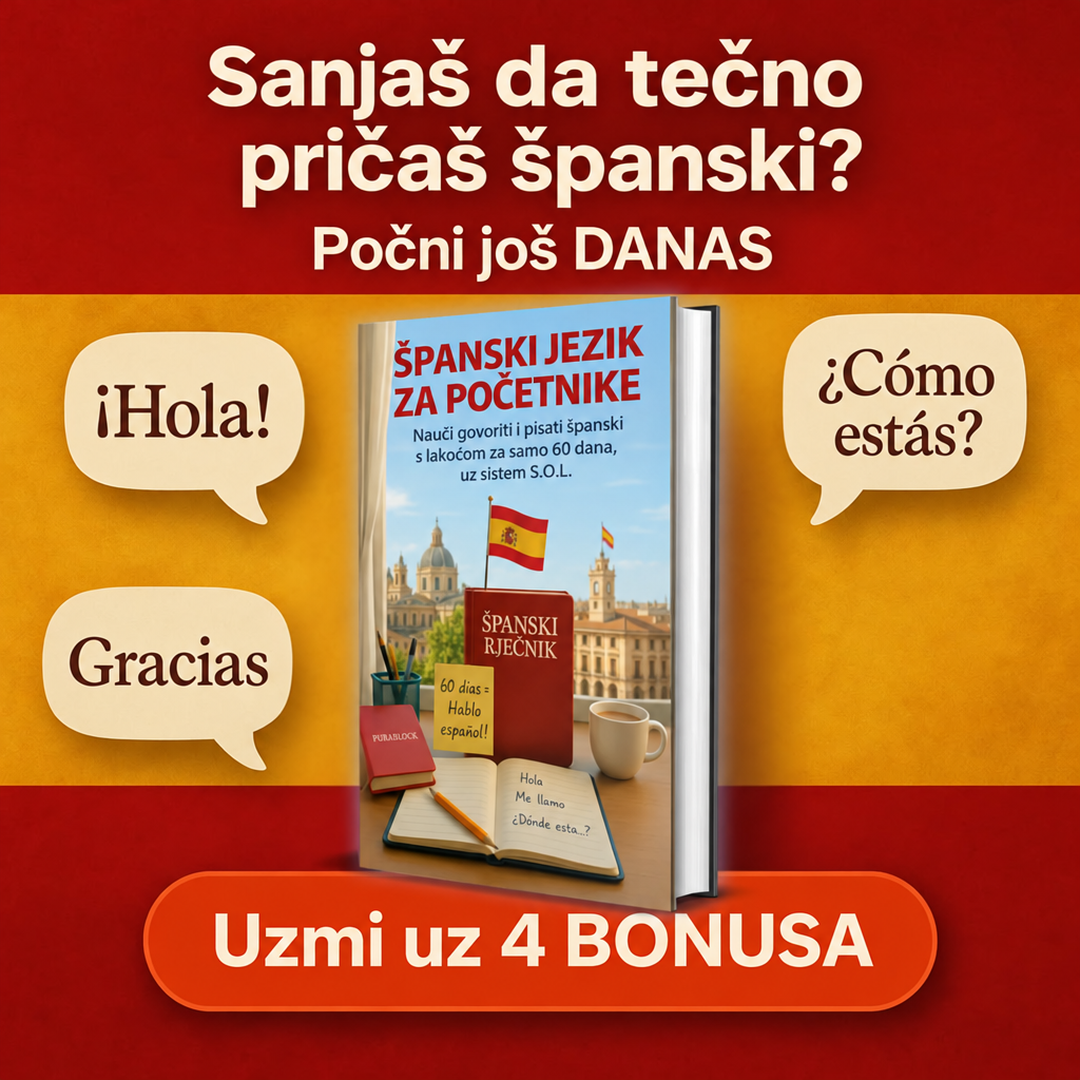 Sanjaš da tečno
pričaš španski?
Počni još DANAS
¡Hola!
¿Cómo
estás?
Gracias
ŠPANSKI JEZIK
ZA POČETNIKE
Nauči govoriti i pisati španski
s lakoćom za samo 60 dana,
uz sistem S.O.L.
ŠPANSKI
RJEČNIK
60 dias =
Hablo
español!
PURABLOCK
Hola
Me llamo
¿Dónde esta...?
Uzmi uz 4 BONUSA